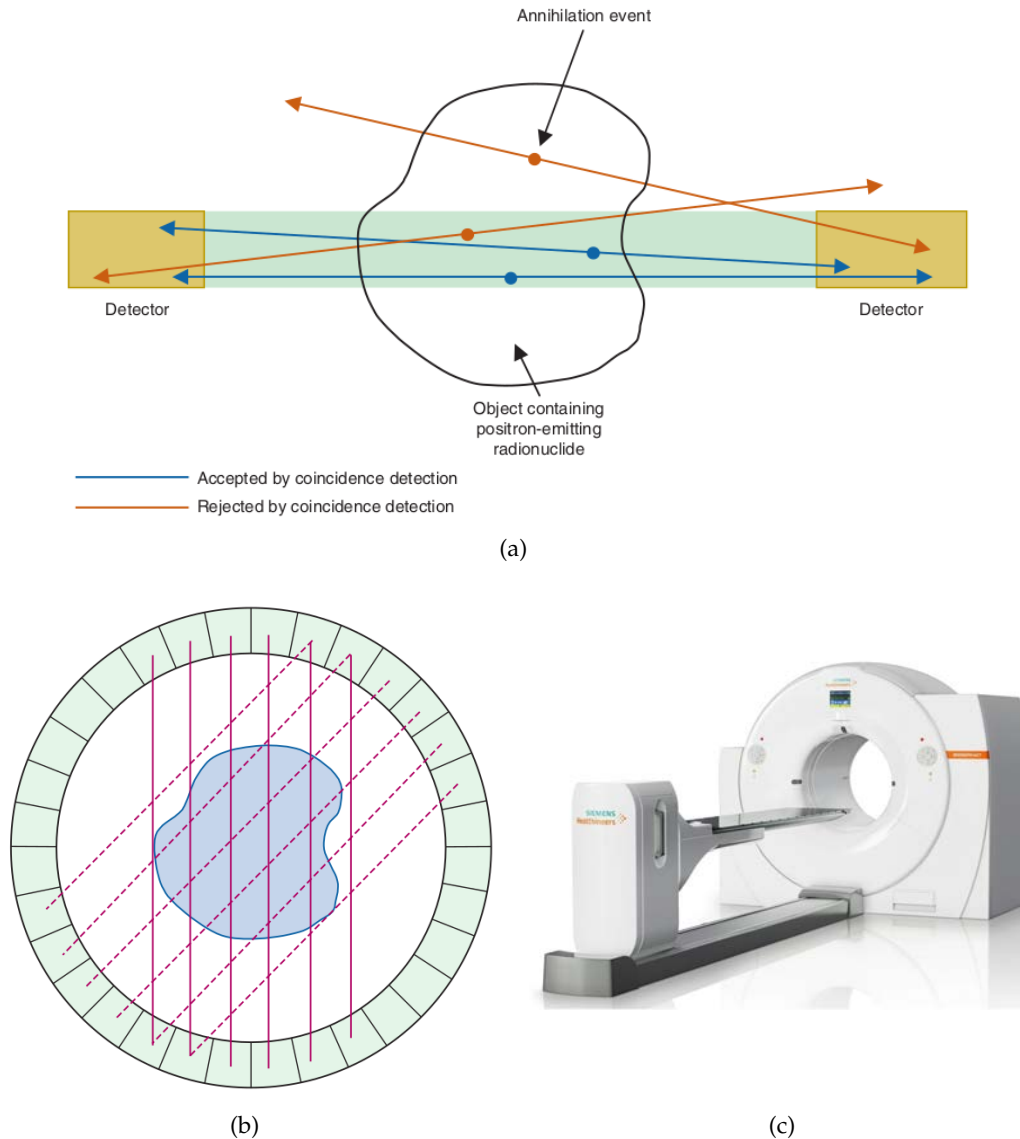 Annihilation event
Detector
Detector
Object containing
positron-emitting
radionuclide
Accepted by coincidence detection
Rejected by coincidence detection
(a)
SIEMENS
Healthineers
(b)
(c)